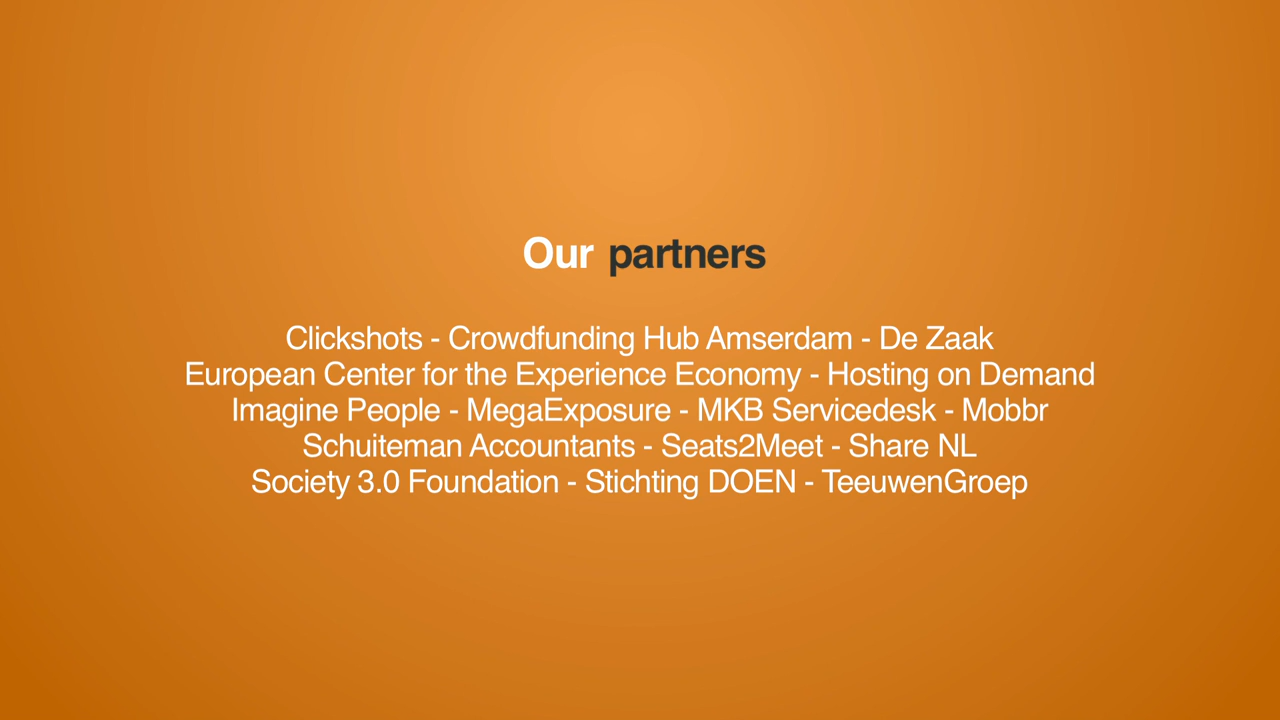 Our partners
Clickshots - Crowdfunding Hub Amserdam - De Zaak
European Center for the Experience Economy - Hosting on Demand
Imagine People - MegaExposure - MKB Servicedesk - Mobbr
Schuiteman Accountants - Seats2Meet - Share NL
Society 3.0 Foundation - Stichting DOEN - TeeuwenGroep